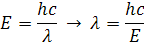 E = hc/λ → λ = hc/E